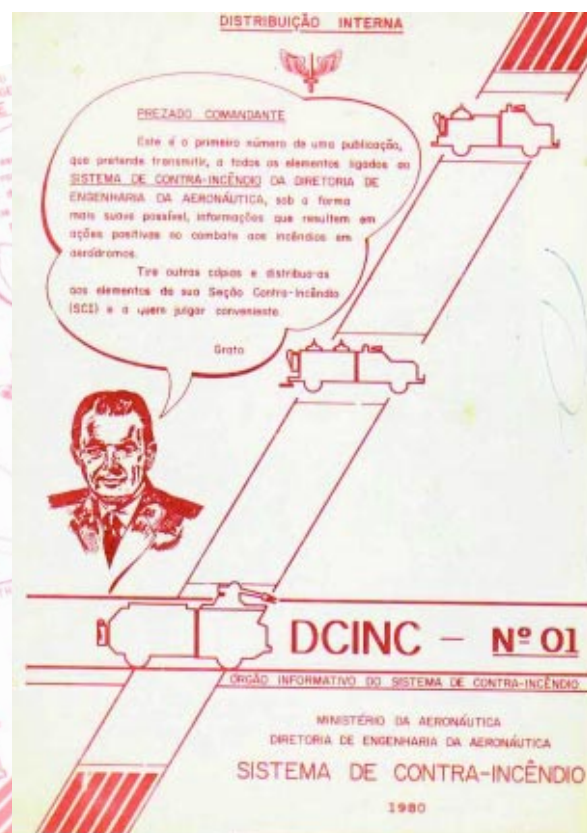 DISTRIBUIÇÃO INTERNA
PREZADO COMANDANTE
Este é o primeiro número de uma publicação,
que pretende transmitir, a todos os elementos ligados ao
SISTEMA DE CONTRA-INCÊNDIO DA DIRETORIA DE
ENGENHARIA DA AERONÁUTICA, sob a forma
mais suave possível, informações que resultem em
ações positivas no combate aos incêndios em
aeródromos.
Tire outras cópias e distribua-as
aos elementos da sua Seção Contra-Incêndio
(SCI) e a quem julgar conveniente.
Grato
DCINC - Nº 01
ÓRGÃO INFORMATIVO DO SISTEMA DE CONTRA-INCÊNDIO
MINISTÉRIO DA AERONÁUTICA
DIRETORIA DE ENGENHARIA DA AERONÁUTICA
SISTEMA DE CONTRA-INCÊNDIO
1980